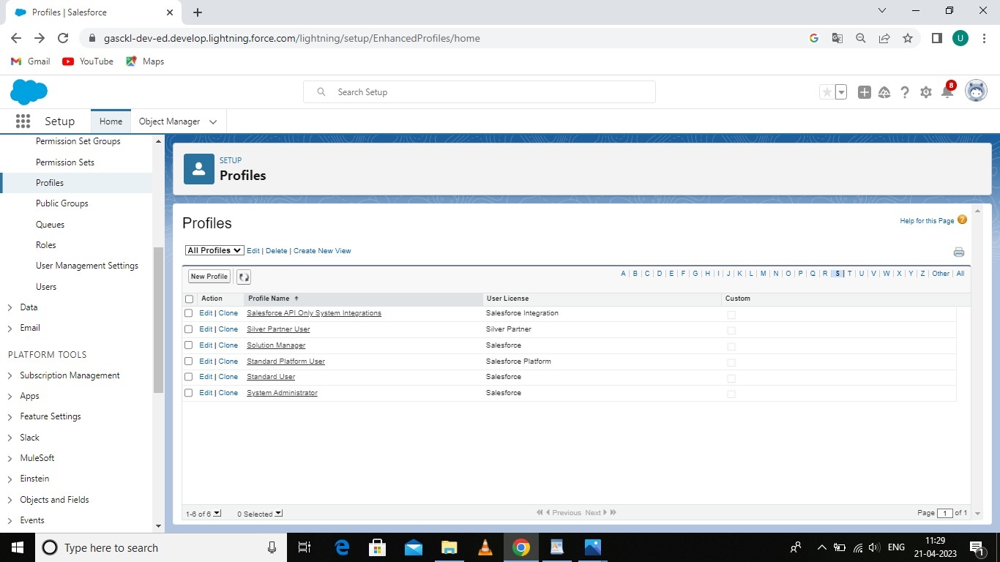 Profiles | Salesforce
gasckl-dev-ed.develop.lightning.force.com/lightning/setup/EnhancedProfiles/home
U
Gmail YouTube Maps
Search Setup
8
Setup Home Object Manager
Permission Set Groups
Permission Sets
Profiles
Public Groups
Queues
Roles
User Management Settings
Users
Data
Email
PLATFORM TOOLS
Subscription Management
Apps
Feature Settings
Slack
MuleSoft
Einstein
Objects and Fields
Events
SETUP
Profiles
Profiles
Help for this Page ?
All Profiles Edit | Delete | Create New View
New Profile
A | B | C | D | E | F | G | H | I | J | K | L | M | N | O | P | Q | R | S | T | U | V | W | X | Y | Z | Other | All
Action Profile Name User License Custom
Edit | Clone Salesforce API Only System Integrations Salesforce Integration
Edit | Clone Silver Partner User Silver Partner
Edit | Clone Solution Manager Salesforce
Edit | Clone Standard Platform User Salesforce Platform
Edit | Clone Standard User Salesforce
Edit | Clone System Administrator Salesforce
1-6 of 6 0 Selected Previous Next Page 1 of 1
Type here to search
ENG
11:29
21-04-2023
1